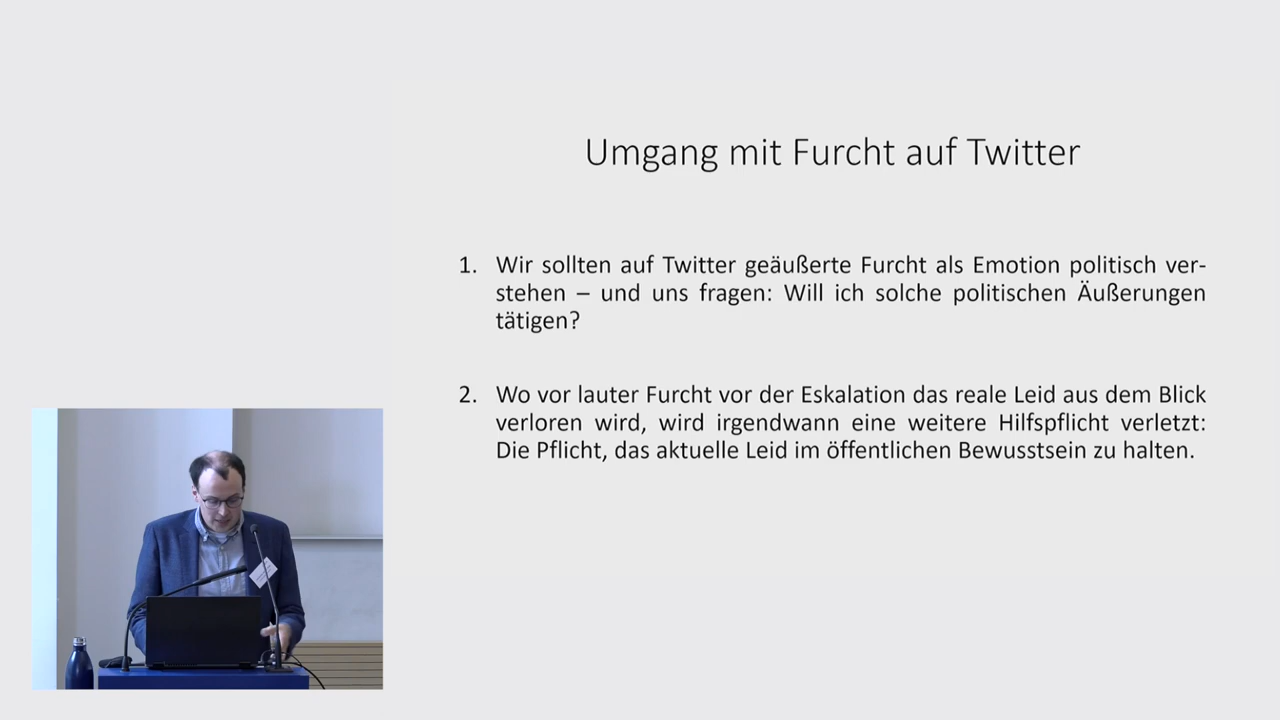 Umgang mit Furcht auf Twitter
1. Wir sollten auf Twitter geäußerte Furcht als Emotion politisch ver-
stehen – und uns fragen: Will ich solche politischen Äußerungen
tätigen?
2. Wo vor lauter Furcht vor der Eskalation das reale Leid aus dem Blick
verloren wird, wird irgendwann eine weitere Hilfspflicht verletzt:
Die Pflicht, das aktuelle Leid im öffentlichen Bewusstsein zu halten.